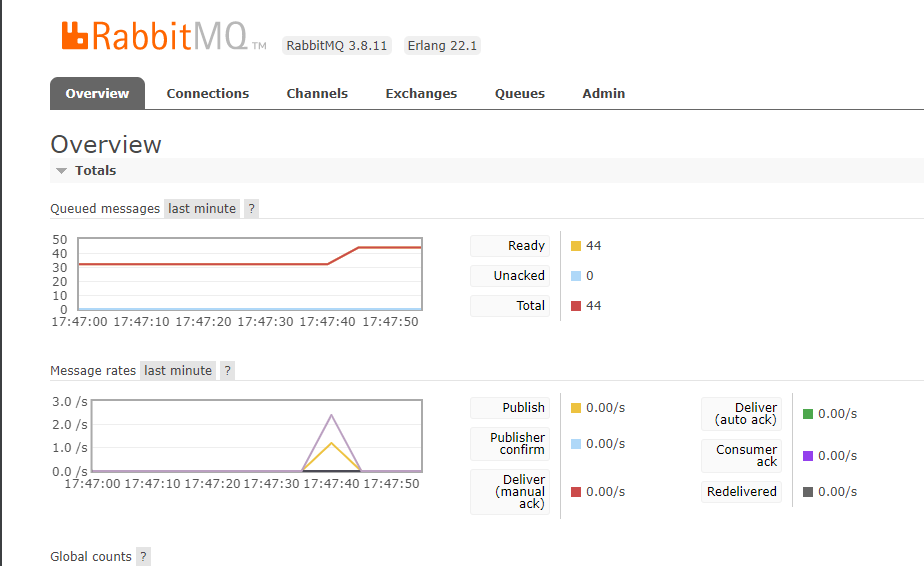 RabbitMQ TM RabbitMQ 3.8.11 Erlang 22.1
Overview Connections Channels Exchanges Queues Admin
Overview
Totals
Queued messages last minute ?
50
40
30
20
10
0
17:47:00 17:47:10 17:47:20 17:47:30 17:47:40 17:47:50
Ready 44
Unacked 0
Total 44
Message rates last minute ?
3.0 /s
2.0 /s
1.0 /s
0.0 /s
17:47:00 17:47:10 17:47:20 17:47:30 17:47:40 17:47:50
Publish 0.00/s
Publisher
confirm 0.00/s
Deliver
(manual
ack) 0.00/s
Deliver
(auto ack) 0.00/s
Consumer
ack 0.00/s
Redelivered 0.00/s
Global counts ?